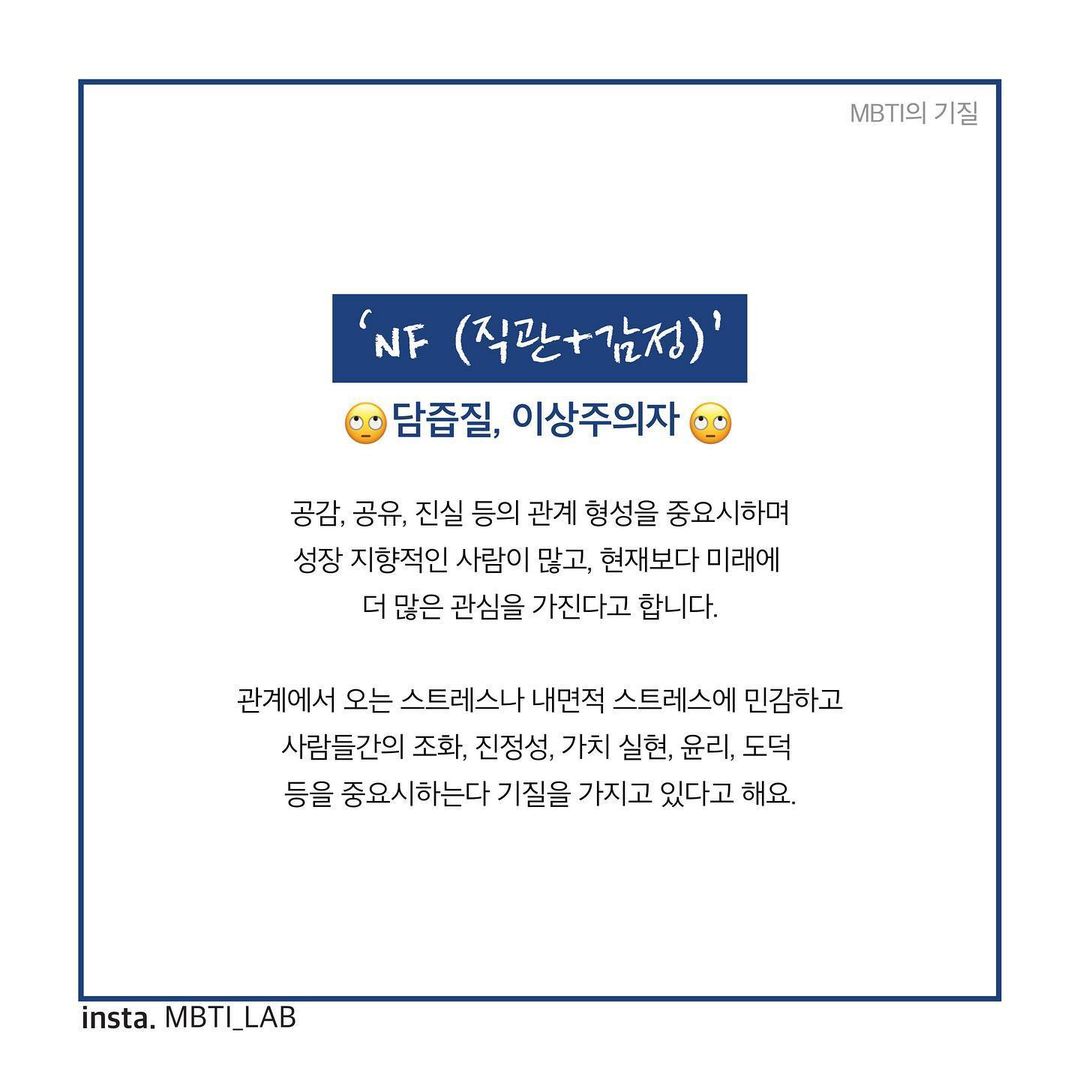 MBTI의 기질
‘NF (직관+감정)’
🙄담즙질, 이상주의자 🙄
공감, 공유, 진실 등의 관계 형성을 중요시하며
성장 지향적인 사람이 많고, 현재보다 미래에
더 많은 관심을 가진다고 합니다.
관계에서 오는 스트레스나 내면적 스트레스에 민감하고
사람들간의 조화, 진정성, 가치 실현, 윤리, 도덕
등을 중요시하는다 기질을 가지고 있다고 해요.
insta. MBTI_LAB